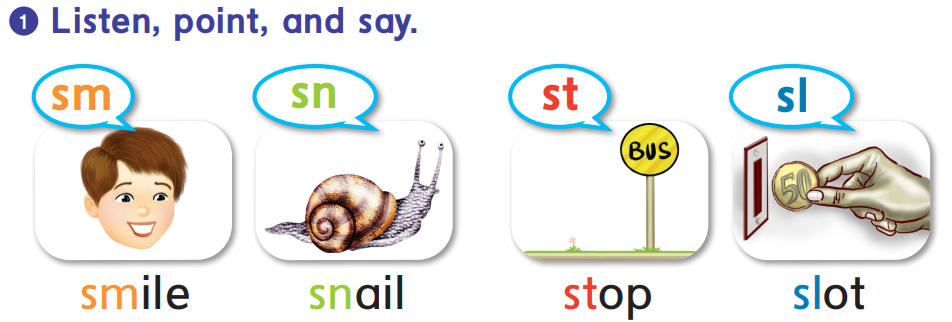 1 Listen, point, and say.
sm sn st sl
BUS
50
smile snail stop slot